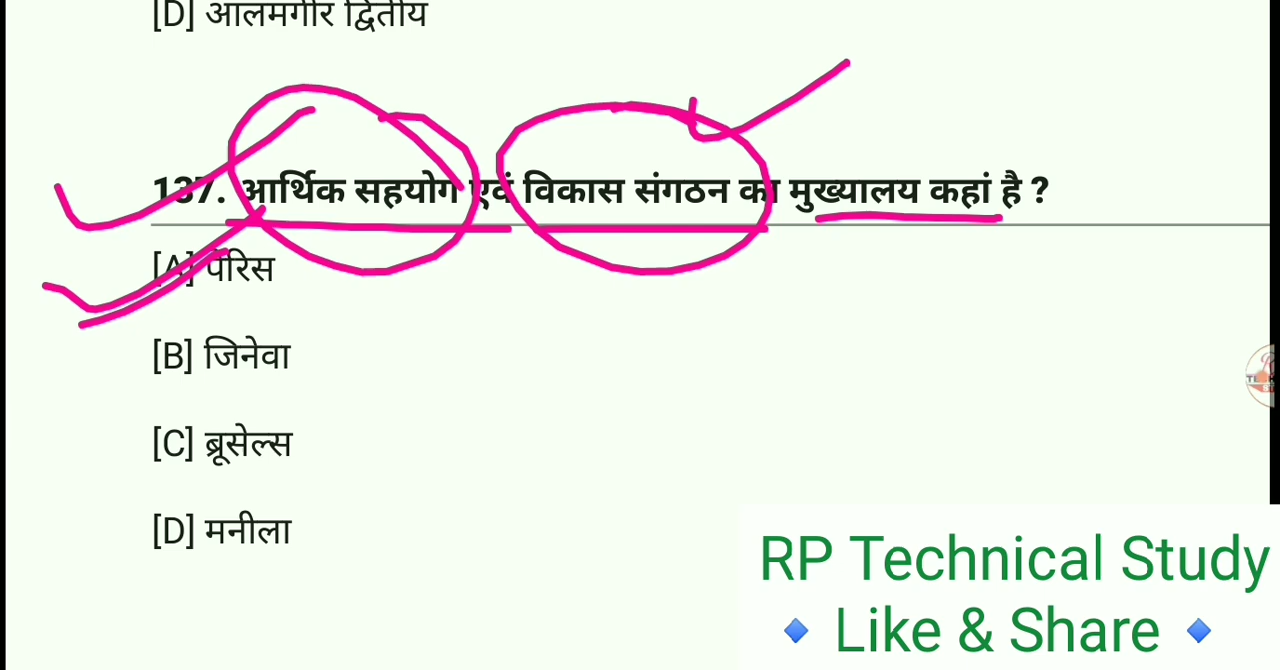 [D] आलमगीर द्वितीय
137. आर्थिक सहयोग एवं विकास संगठन का मुख्यालय कहां है ?
[A] पेरिस
[B] जिनेवा
[C] ब्रूसेल्स
[D] मनीला
RP Technical Study
🔹 Like & Share 🔹